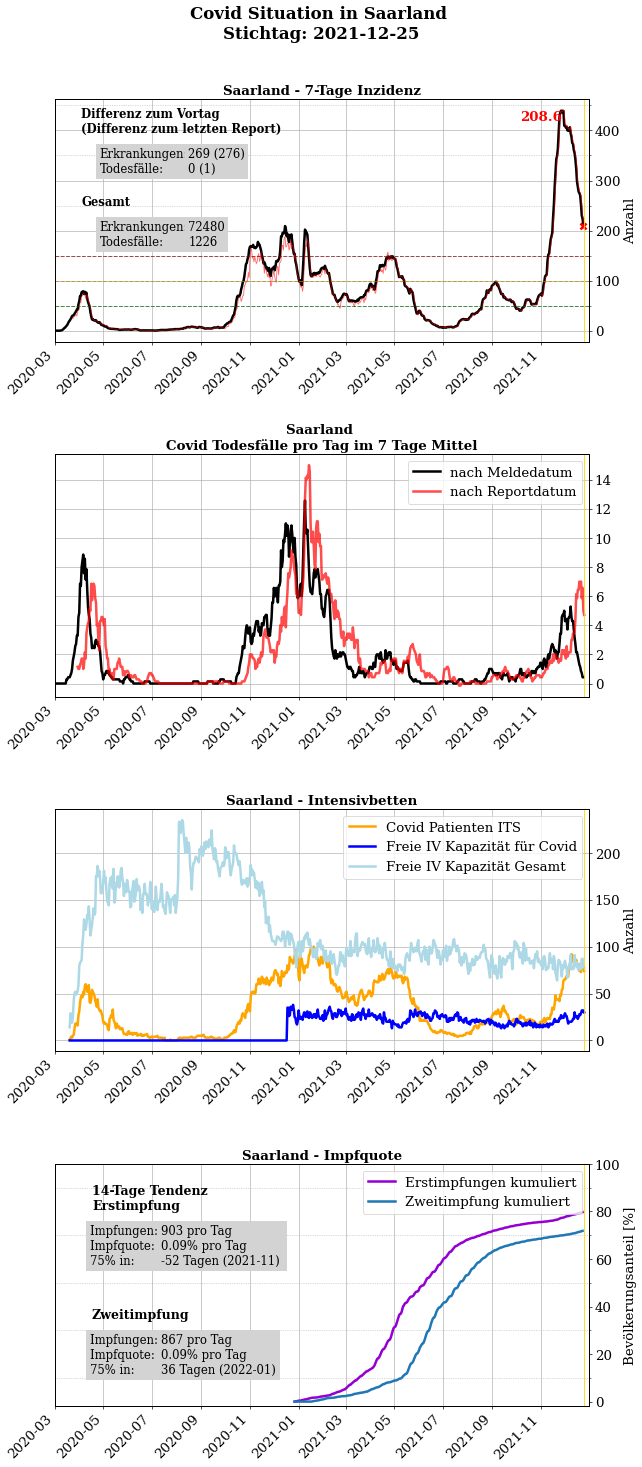 Covid Situation in Saarland
Stichtag: 2021-12-25
Saarland - 7-Tage Inzidenz
Differenz zum Vortag
(Differenz zum letzten Report)
Erkrankungen 269 (276)
Todesfälle: 0 (1)
Gesamt
Erkrankungen 72480
Todesfälle: 1226
208.6
400
300
200
100
0
Anzahl
2020-03
2020-05
2020-07
2020-09
2020-11
2021-01
2021-03
2021-05
2021-07
2021-09
2021-11
Saarland
Covid Todesfälle pro Tag im 7 Tage Mittel
nach Meldedatum
nach Reportdatum
14
12
10
8
6
4
2
0
2020-03
2020-05
2020-07
2020-09
2020-11
2021-01
2021-03
2021-05
2021-07
2021-09
2021-11
Saarland - Intensivbetten
Covid Patienten ITS
Freie IV Kapazität für Covid
Freie IV Kapazität Gesamt
200
150
100
50
0
Anzahl
2020-03
2020-05
2020-07
2020-09
2020-11
2021-01
2021-03
2021-05
2021-07
2021-09
2021-11
Saarland - Impfquote
14-Tage Tendenz
Erstimpfung
Impfungen: 903 pro Tag
Impfquote: 0.09% pro Tag
75% in: -52 Tagen (2021-11)
Zweitimpfung
Impfungen: 867 pro Tag
Impfquote: 0.09% pro Tag
75% in: 36 Tagen (2022-01)
Erstimpfungen kumuliert
Zweitimpfung kumuliert
100
80
60
40
20
0
Bevölkerungsanteil [%]
2020-03
2020-05
2020-07
2020-09
2020-11
2021-01
2021-03
2021-05
2021-07
2021-09
2021-11